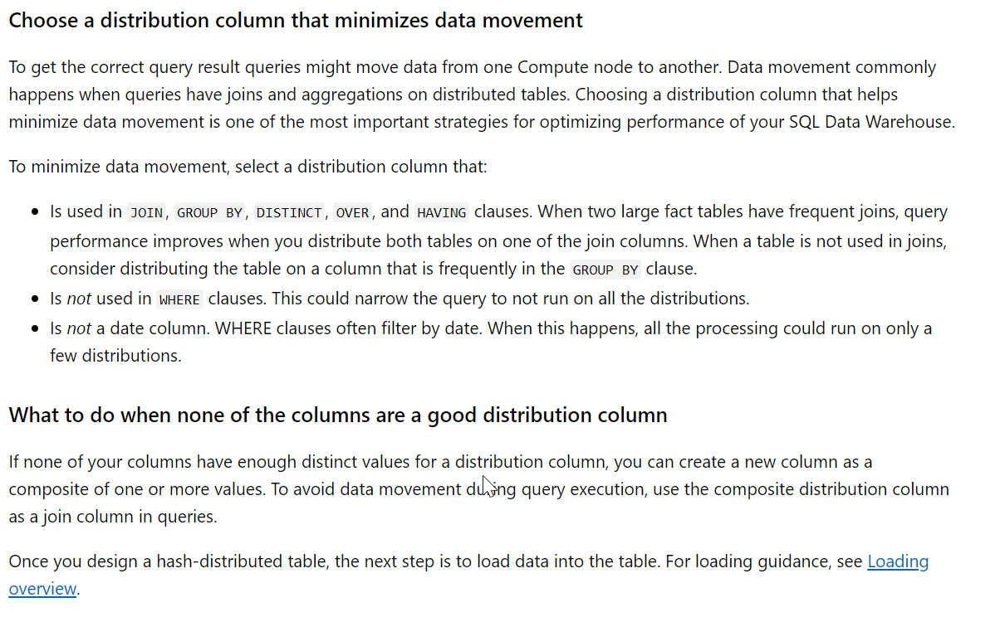 Choose a distribution column that minimizes data movement
To get the correct query result queries might move data from one Compute node to another. Data movement commonly
happens when queries have joins and aggregations on distributed tables. Choosing a distribution column that helps
minimize data movement is one of the most important strategies for optimizing performance of your SQL Data Warehouse.
To minimize data movement, select a distribution column that:
• Is used in JOIN, GROUP BY, DISTINCT, OVER, and HAVING clauses. When two large fact tables have frequent joins, query
performance improves when you distribute both tables on one of the join columns. When a table is not used in joins,
consider distributing the table on a column that is frequently in the GROUP BY clause.
• Is not used in WHERE clauses. This could narrow the query to not run on all the distributions.
• Is not a date column. WHERE clauses often filter by date. When this happens, all the processing could run on only a
few distributions.
What to do when none of the columns are a good distribution column
If none of your columns have enough distinct values for a distribution column, you can create a new column as a
composite of one or more values. To avoid data movement during query execution, use the composite distribution column
as a join column in queries.
Once you design a hash-distributed table, the next step is to load data into the table. For loading guidance, see Loading
overview.